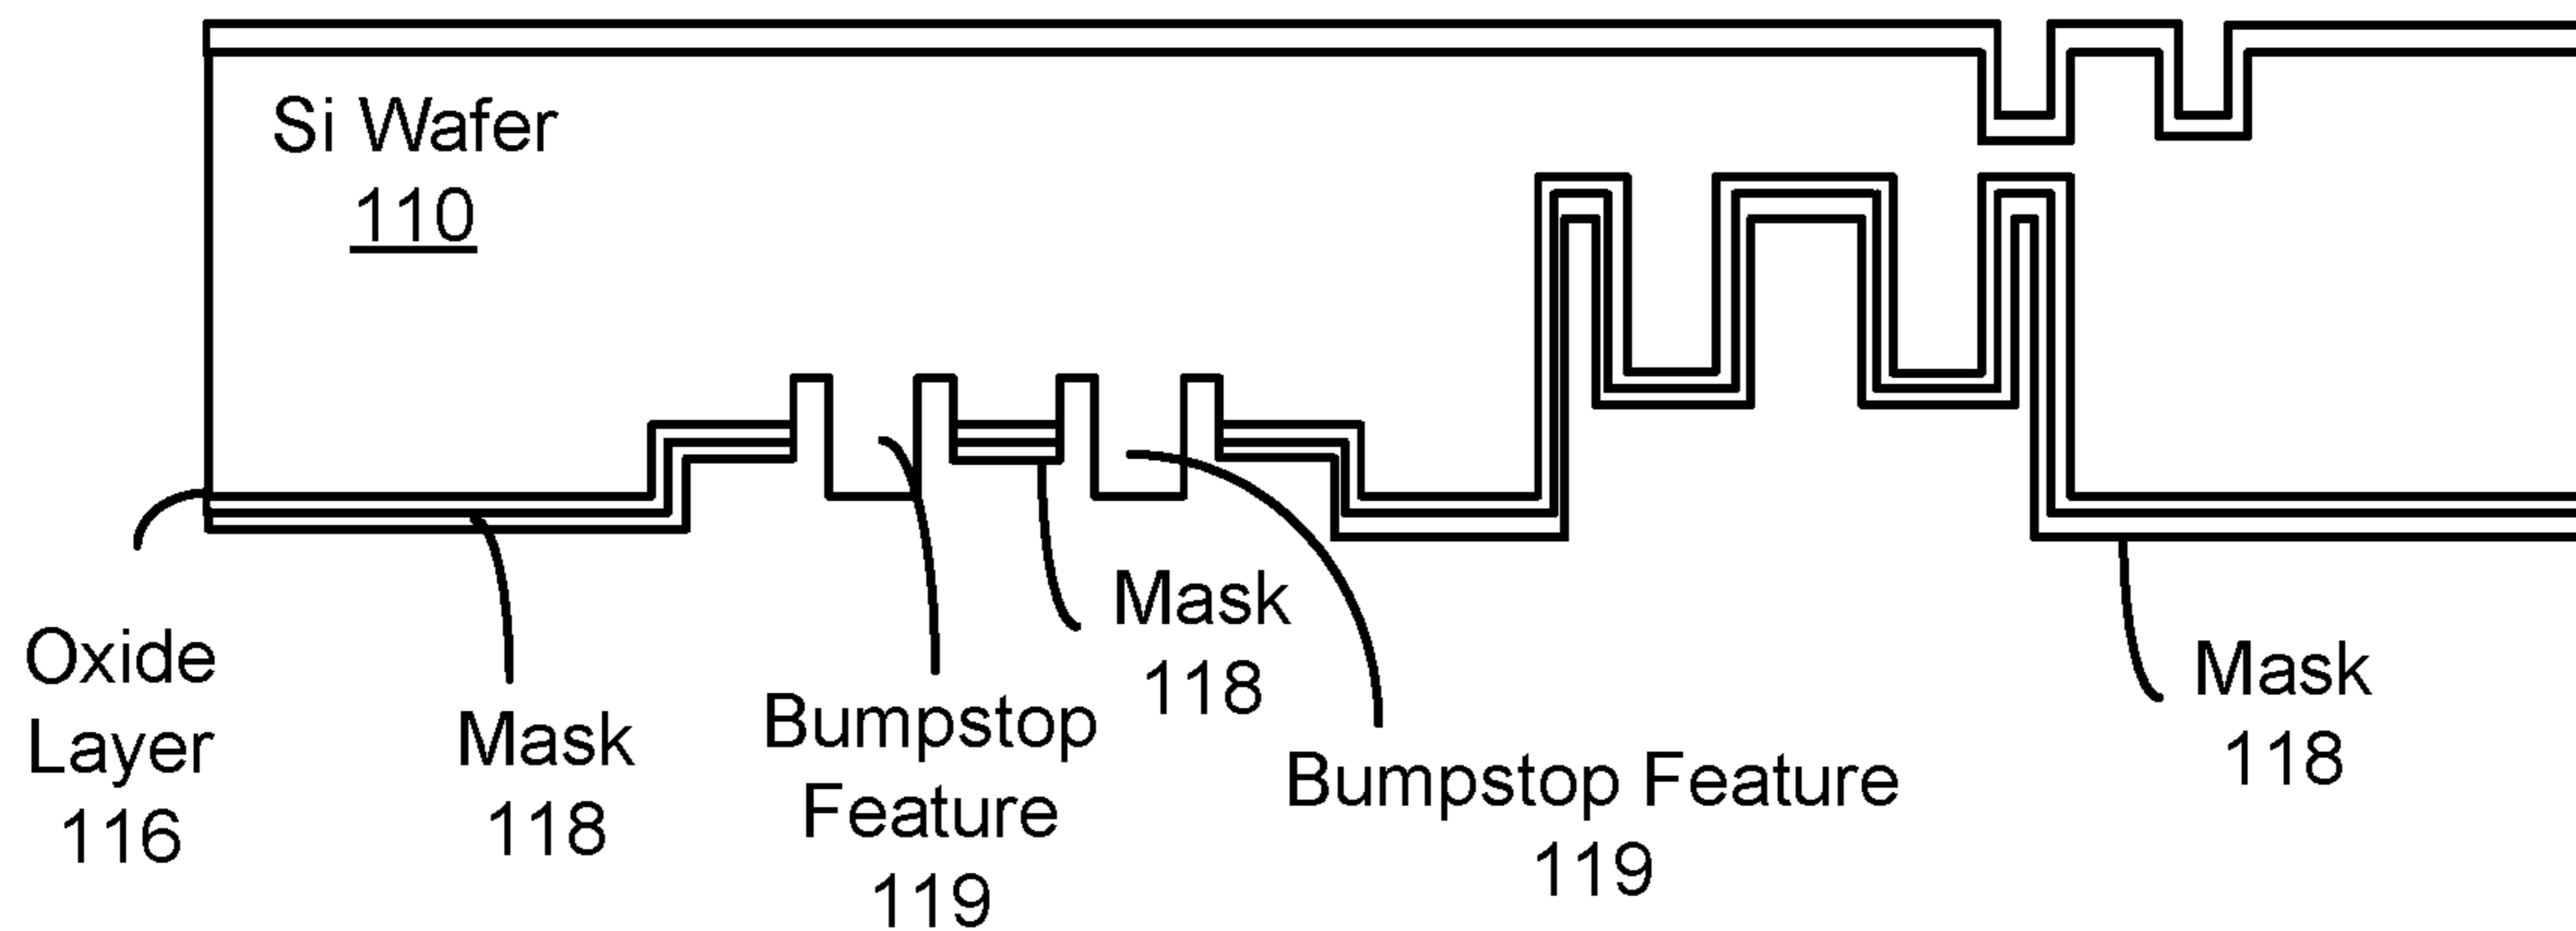 Si Wafer
110
Oxide
Layer
116
Mask
118
Bumpstop
Feature
119
Mask
118
Bumpstop Feature
119
Mask
118